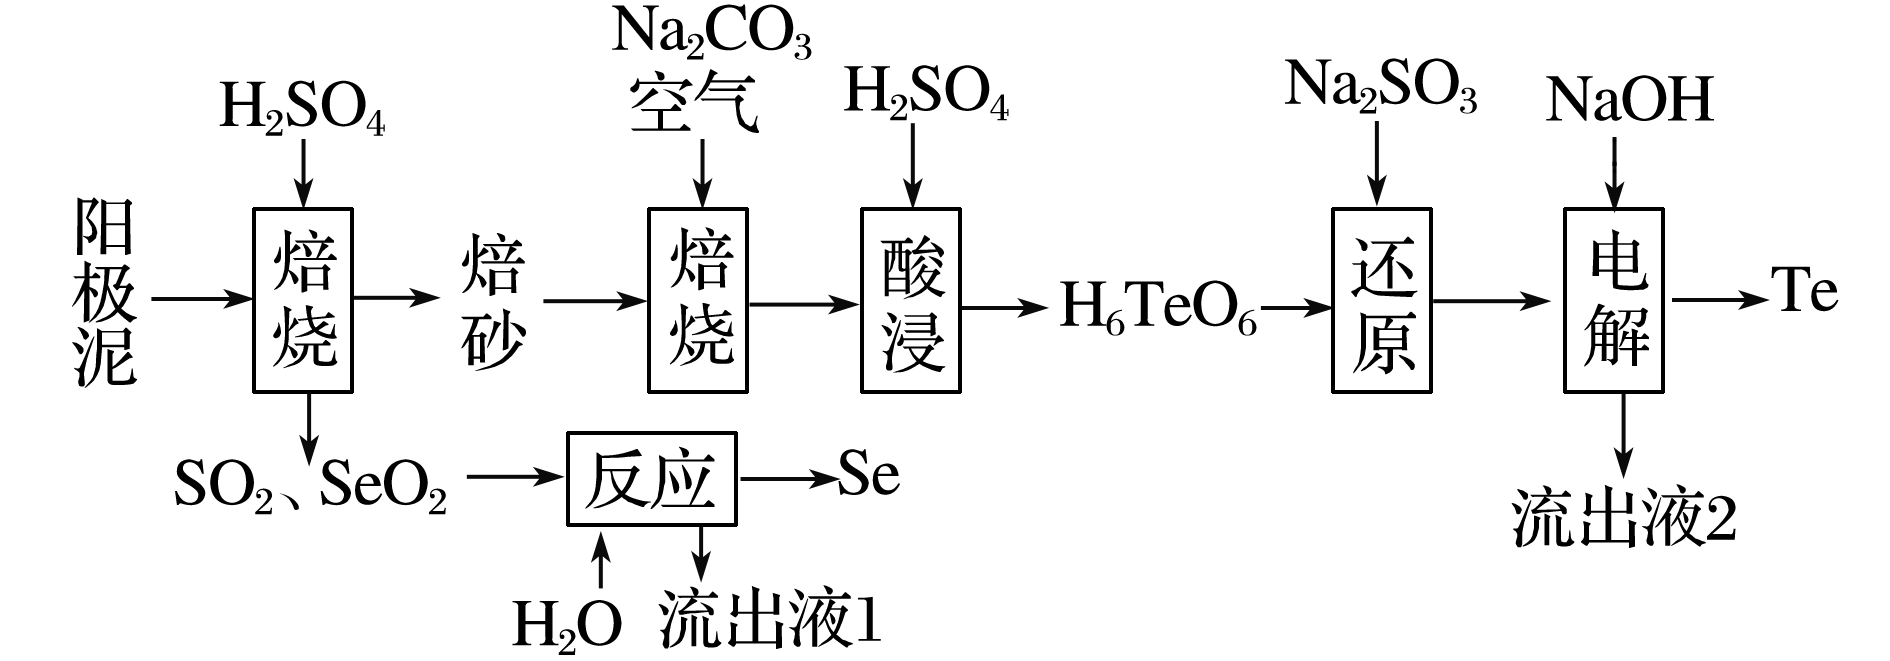 阳极泥
H₂SO₄
焙烧
焙砂
Na₂CO₃
空气
焙烧
H₂SO₄
酸浸
H₆TeO₆
Na₂SO₃
还原
NaOH
电解
Te
SO₂、SeO₂
反应
Se
H₂O
流出液1
流出液2